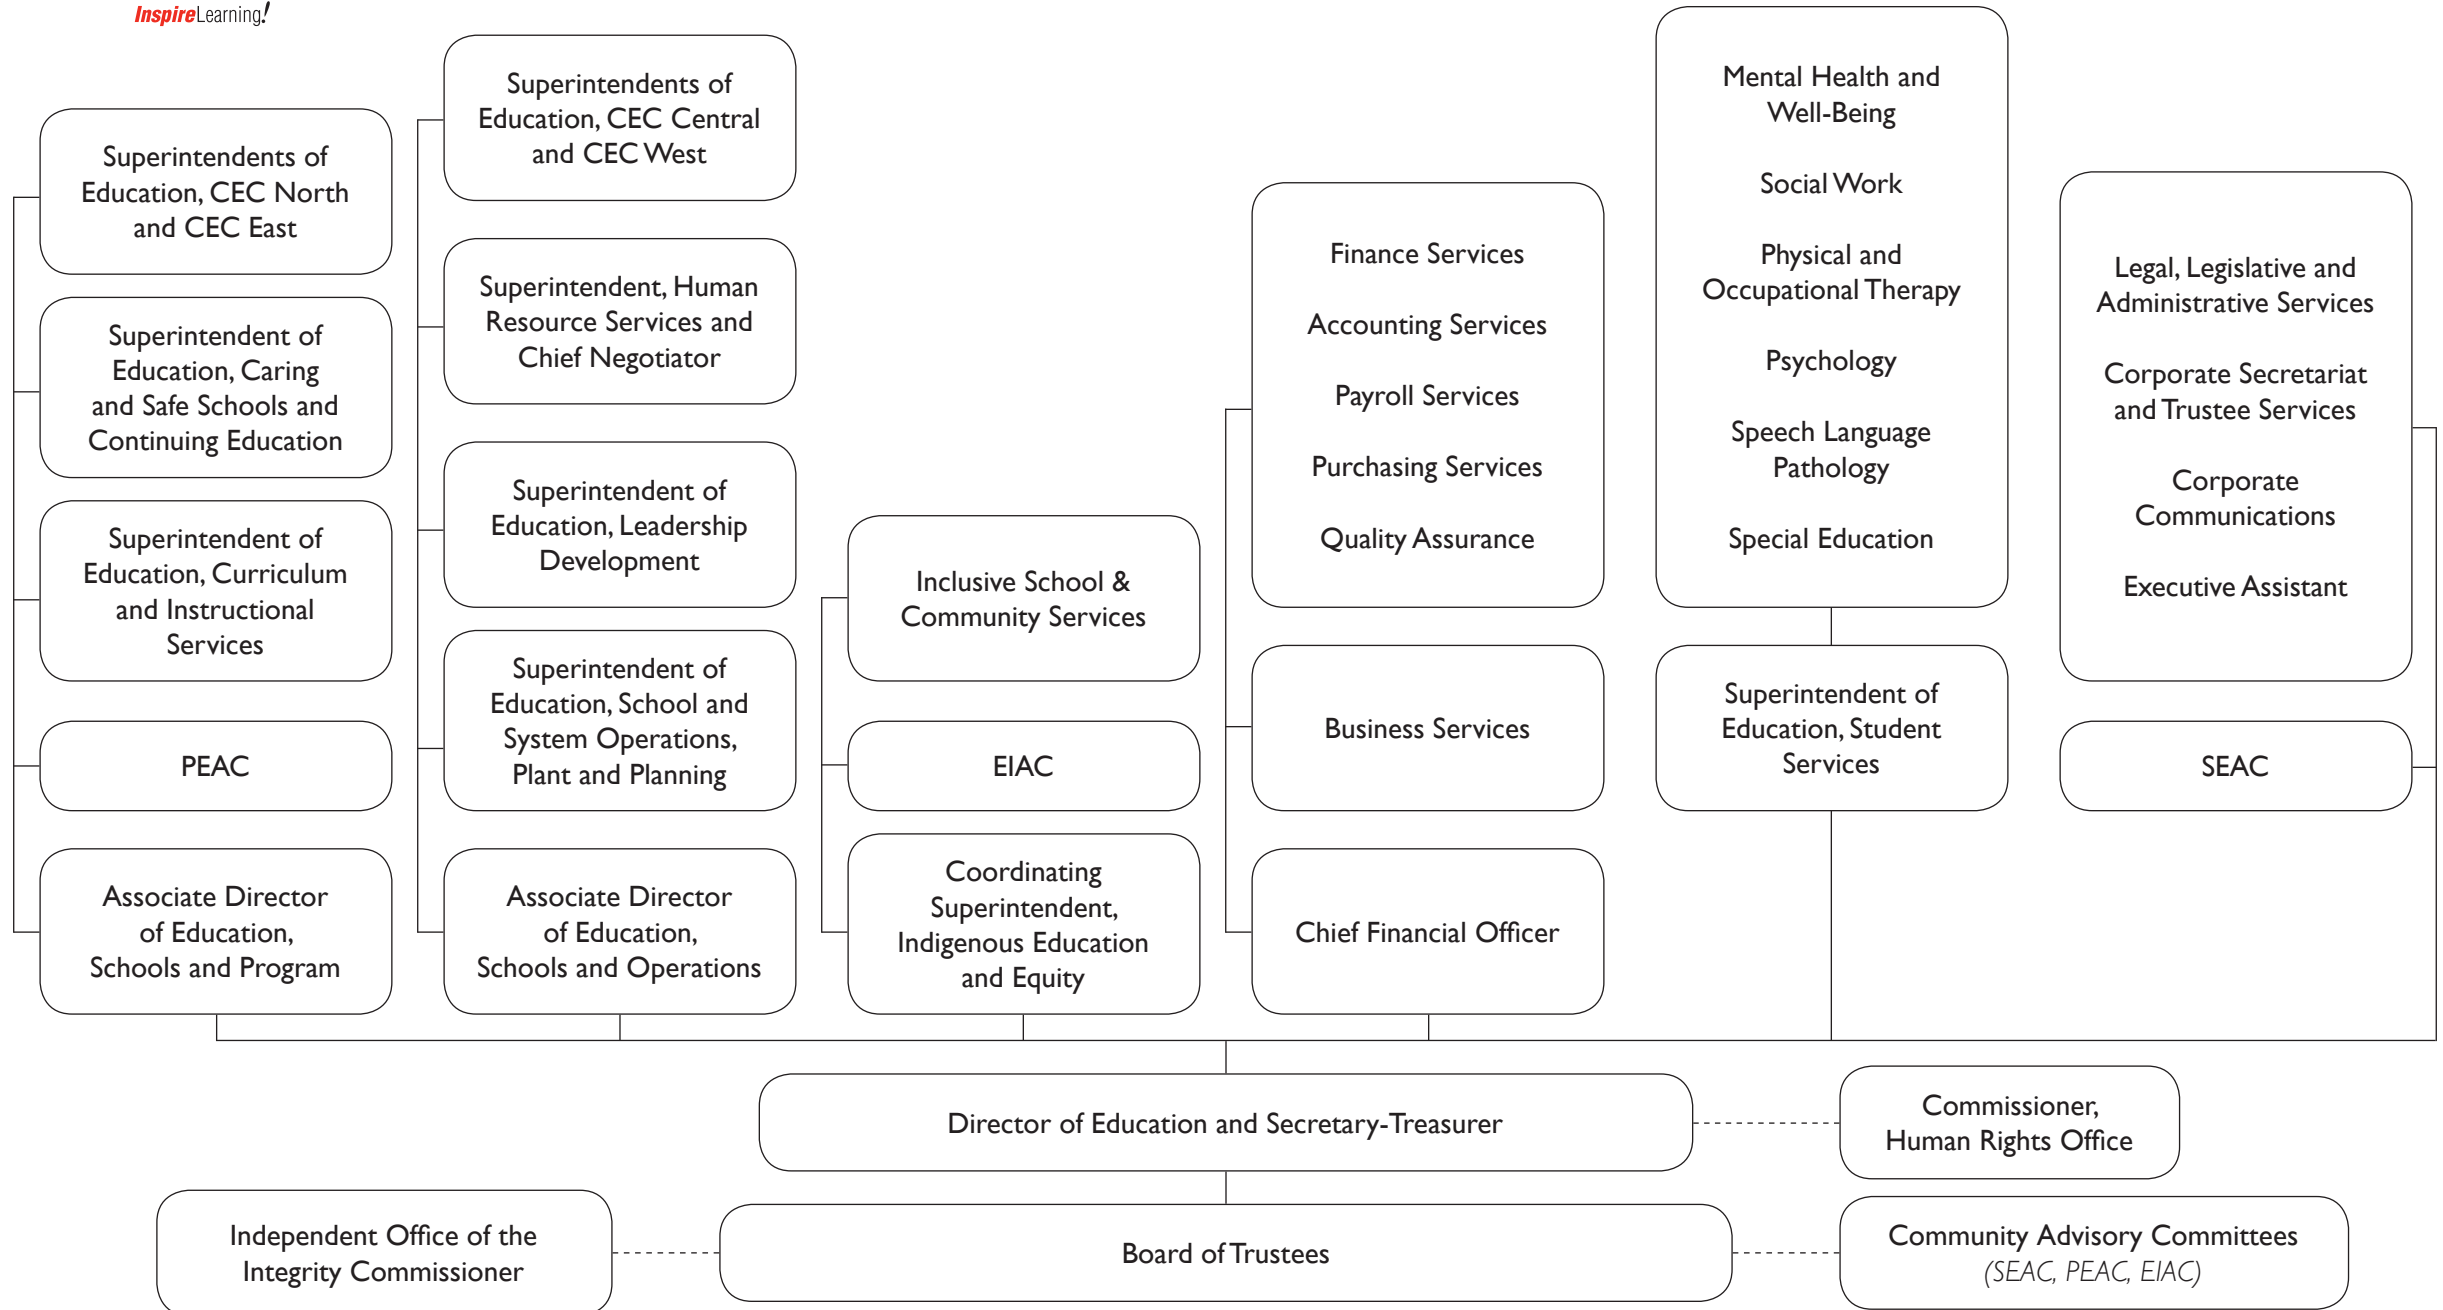 InspireLearning!
Superintendents of
Education, CEC North
and CEC East
Superintendent of
Education, Caring
and Safe Schools and
Continuing Education
Superintendent of
Education, Curriculum
and Instructional
Services
PEAC
Associate Director
of Education,
Schools and Program
Superintendents of
Education, CEC Central
and CEC West
Superintendent, Human
Resource Services and
Chief Negotiator
Superintendent of
Education, Leadership
Development
Superintendent of
Education, School and
System Operations,
Plant and Planning
Associate Director
of Education,
Schools and Operations
Inclusive School &
Community Services
EIAC
Coordinating
Superintendent,
Indigenous Education
and Equity
Finance Services
Accounting Services
Payroll Services
Purchasing Services
Quality Assurance
Business Services
Chief Financial Officer
Mental Health and
Well-Being
Social Work
Physical and
Occupational Therapy
Psychology
Speech Language
Pathology
Special Education
Superintendent of
Education, Student
Services
Legal, Legislative and
Administrative Services
Corporate Secretariat
and Trustee Services
Corporate
Communications
Executive Assistant
SEAC
Director of Education and Secretary-Treasurer
Commissioner,
Human Rights Office
Independent Office of the
Integrity Commissioner
Board of Trustees
Community Advisory Committees
(SEAC, PEAC, EIAC)